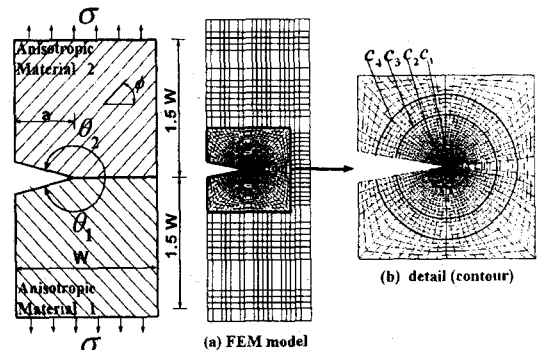 σ
Anisotropic
Material 2
ϕ
a
θ₂
θ₁
W
Anisotropic
Material 1
σ
1.5 W
1.5 W
(a) FEM model
C₄ C₃ C₂ C₁
(b) detail (contour)